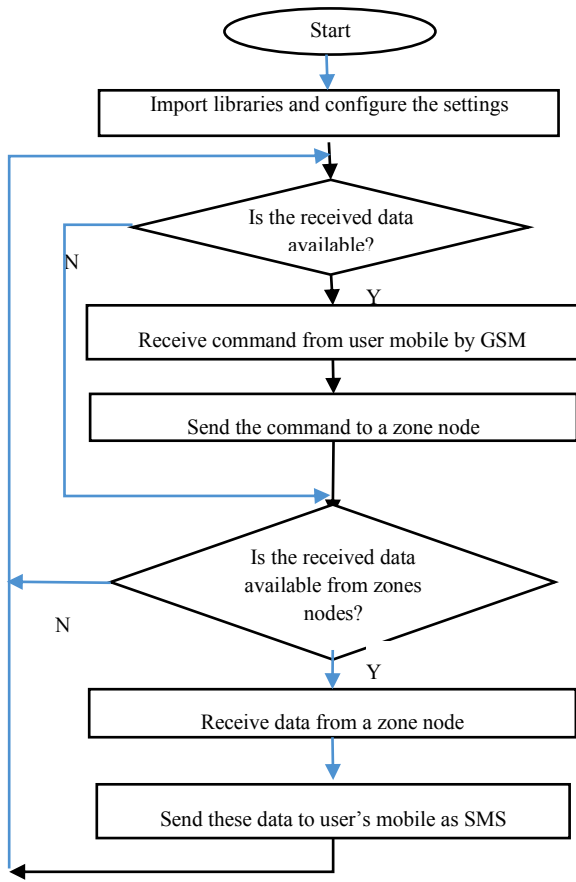 Start
Import libraries and configure the settings
Is the received data
available?
N
Y
Receive command from user mobile by GSM
Send the command to a zone node
Is the received data
available from zones
nodes?
N
Y
Receive data from a zone node
Send these data to user’s mobile as SMS